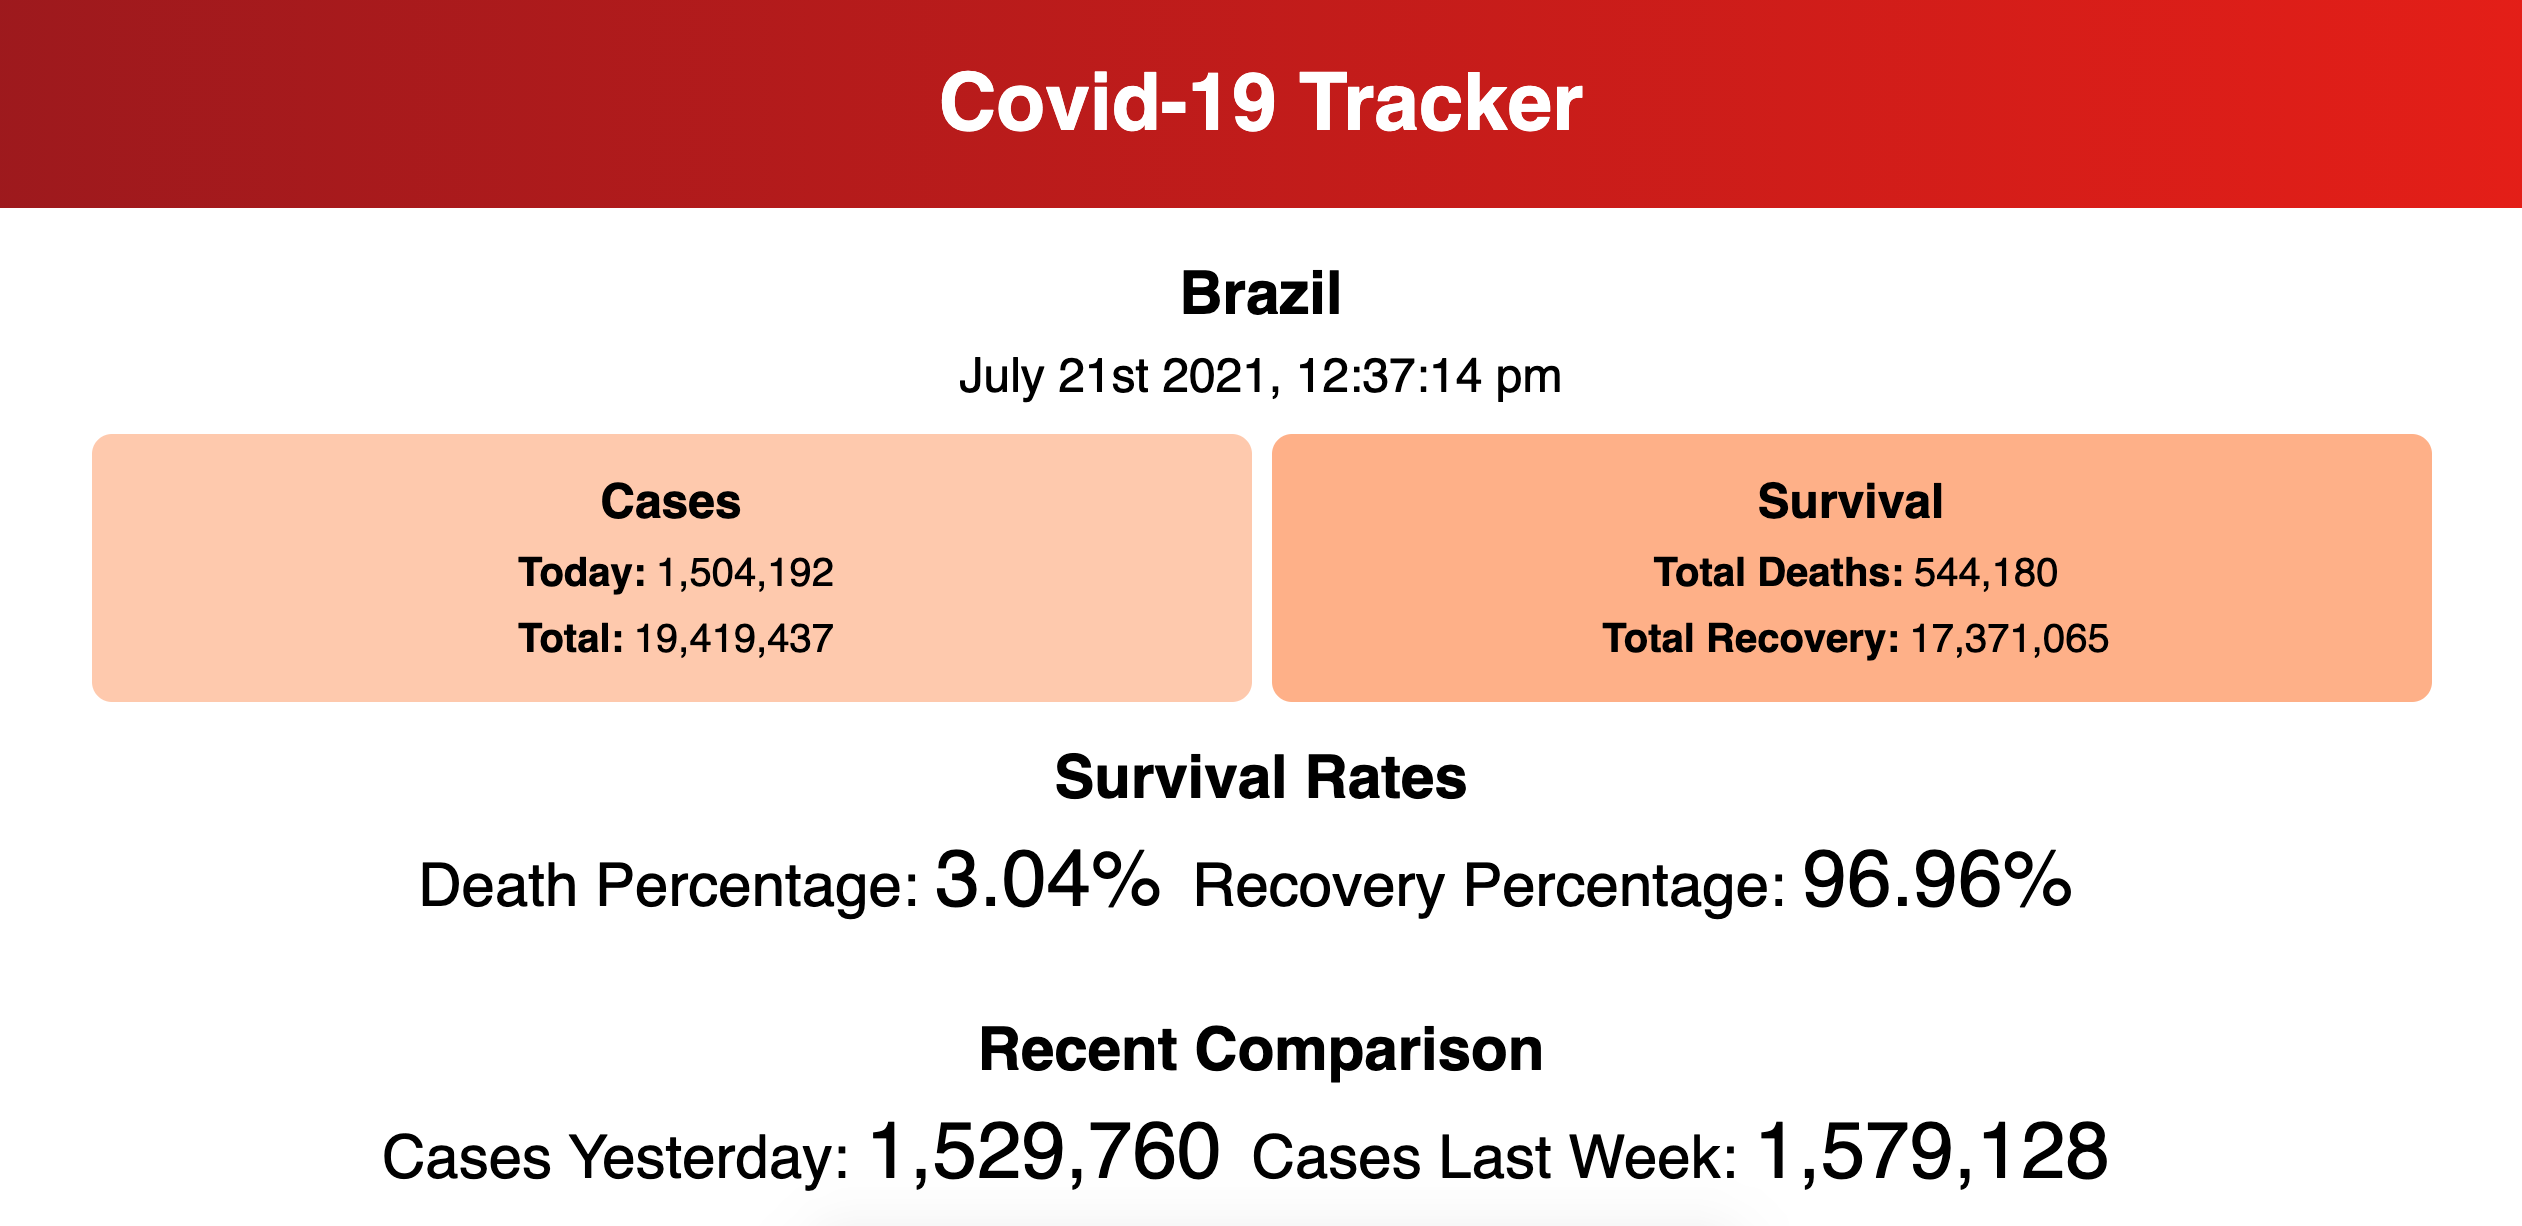 Covid-19 Tracker
Brazil
July 21st 2021, 12:37:14 pm
Cases
Today: 1,504,192
Total: 19,419,437
Survival
Total Deaths: 544,180
Total Recovery: 17,371,065
Survival Rates
Death Percentage: 3.04% Recovery Percentage: 96.96%
Recent Comparison
Cases Yesterday: 1,529,760 Cases Last Week: 1,579,128